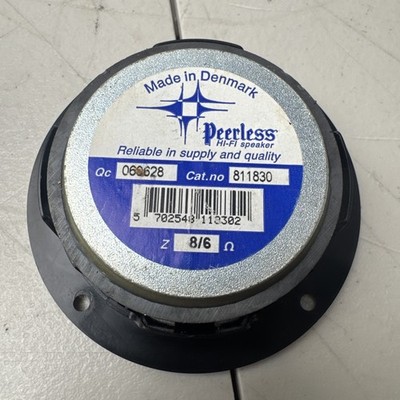 Made in Denmark
Peerless
Hi-Fi speaker
Reliable in supply and quality
Qc 060628 Cat.no 811830
5 702548 110302
Z 8/6 Ω